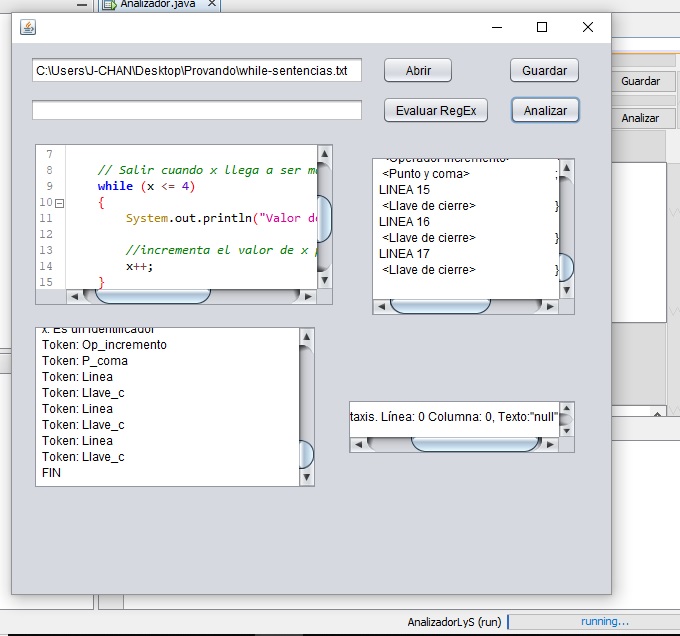 Analizador.java
C:\Users\J-CHAN\Desktop\Provando\while-sentencias.txt
Abrir
Guardar
Evaluar RegEx
Analizar
Guardar
Analizar
7
8 // Salir cuando x llega a ser
9 while (x <= 4)
10 {
11 System.out.println("Valor
12
13 //incrementa el valor de x
14 x++;
15 }
<Operador incremento>
<Punto y coma> ;
LINEA 15
<Llave de cierre> }
LINEA 16
<Llave de cierre> }
LINEA 17
<Llave de cierre> }
x: Es un Identificador
Token: Op_incremento
Token: P_coma
Token: Linea
Token: Llave_c
Token: Linea
Token: Llave_c
Token: Linea
Token: Llave_c
FIN
taxis. Línea: 0 Columna: 0, Texto:"null"
AnalizadorLyS (run)
running...